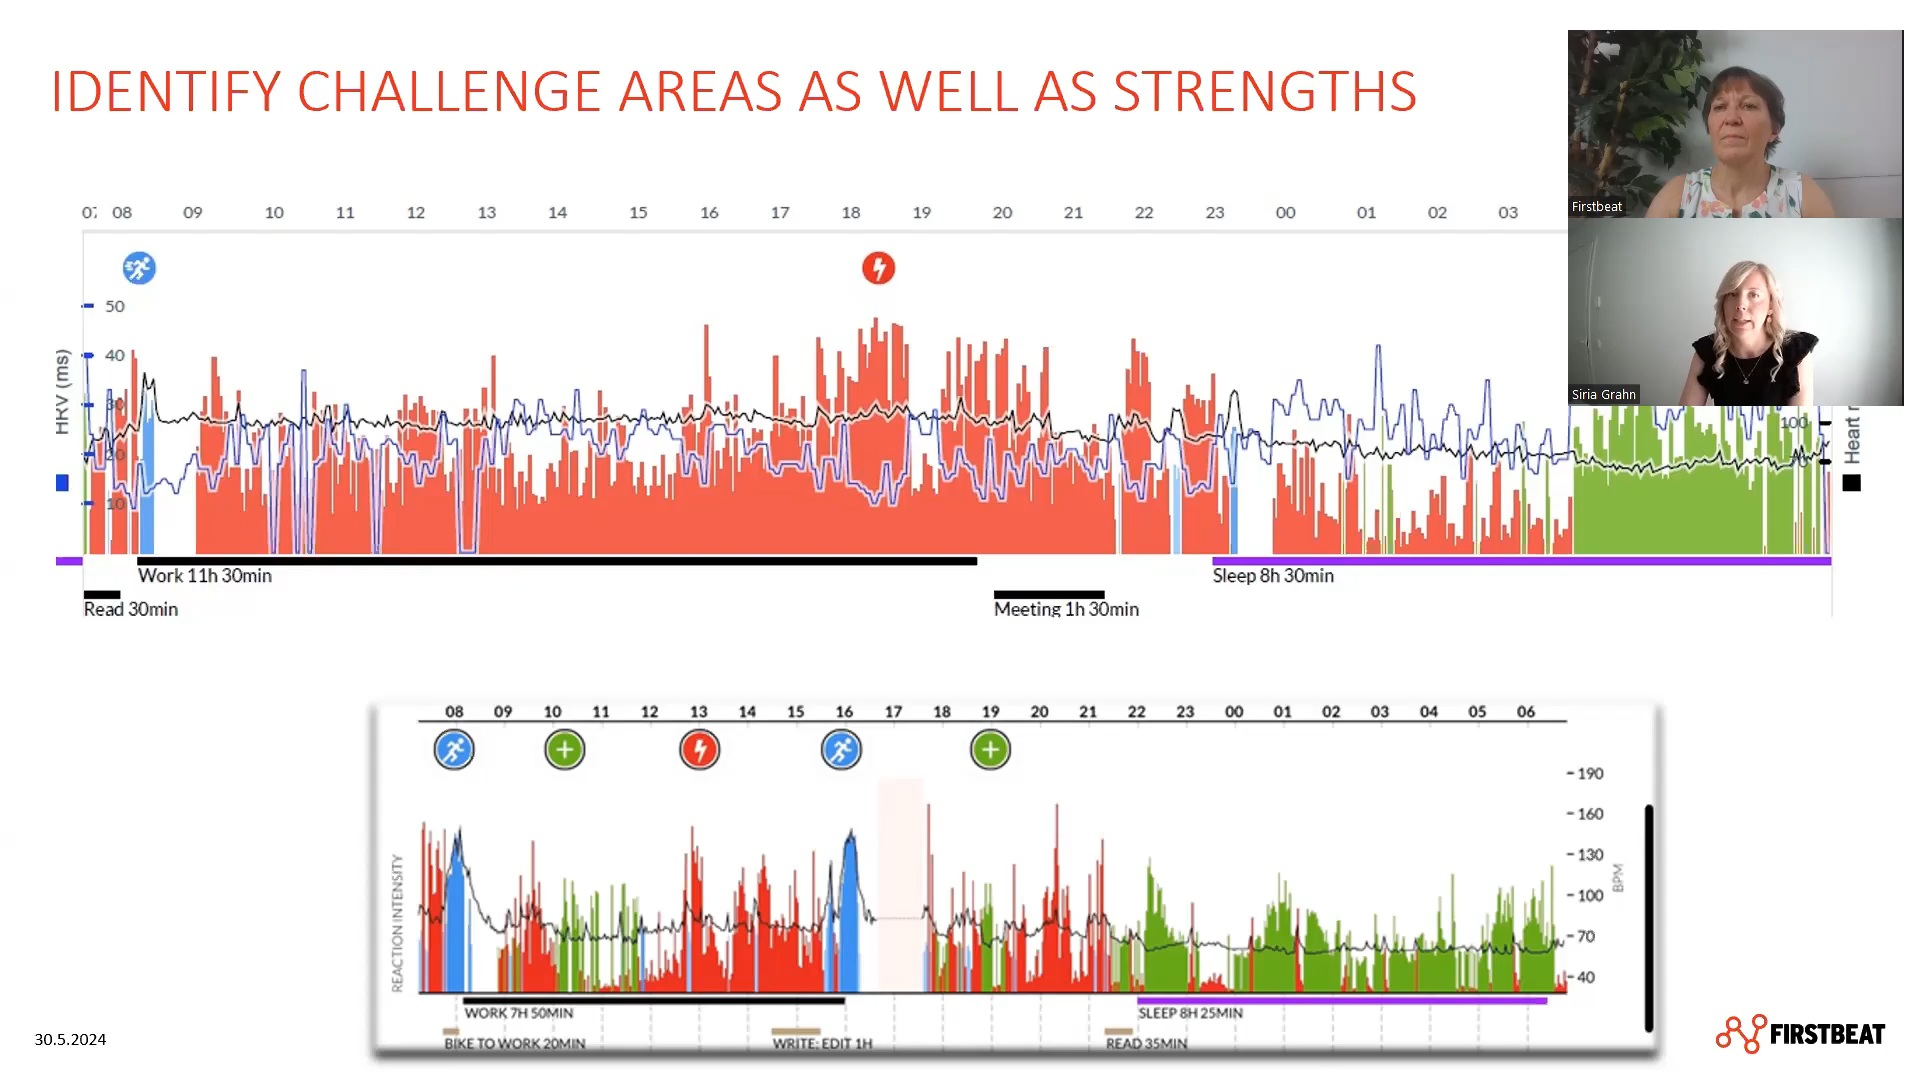 IDENTIFY CHALLENGE AREAS AS WELL AS STRENGTHS
Firstbeat
Siria Grahn
08 09 10 11 12 13 14 15 16 17 18 19 20 21 22 23 00 01 02 03
HRV (ms)
50
40
30
20
10
100
Heart
Work 11h 30min
Sleep 8h 30min
Read 30min
Meeting 1h 30min
08 09 10 11 12 13 14 15 16 17 18 19 20 21 22 23 00 01 02 03 04 05 06
190
160
130
100
70
40
REACTION INTENSITY
BPM
WORK 7H 50MIN
SLEEP 8H 25MIN
BIKE TO WORK 20MIN
WRITE; EDIT 1H
READ 35MIN
30.5.2024
FIRSTBEAT